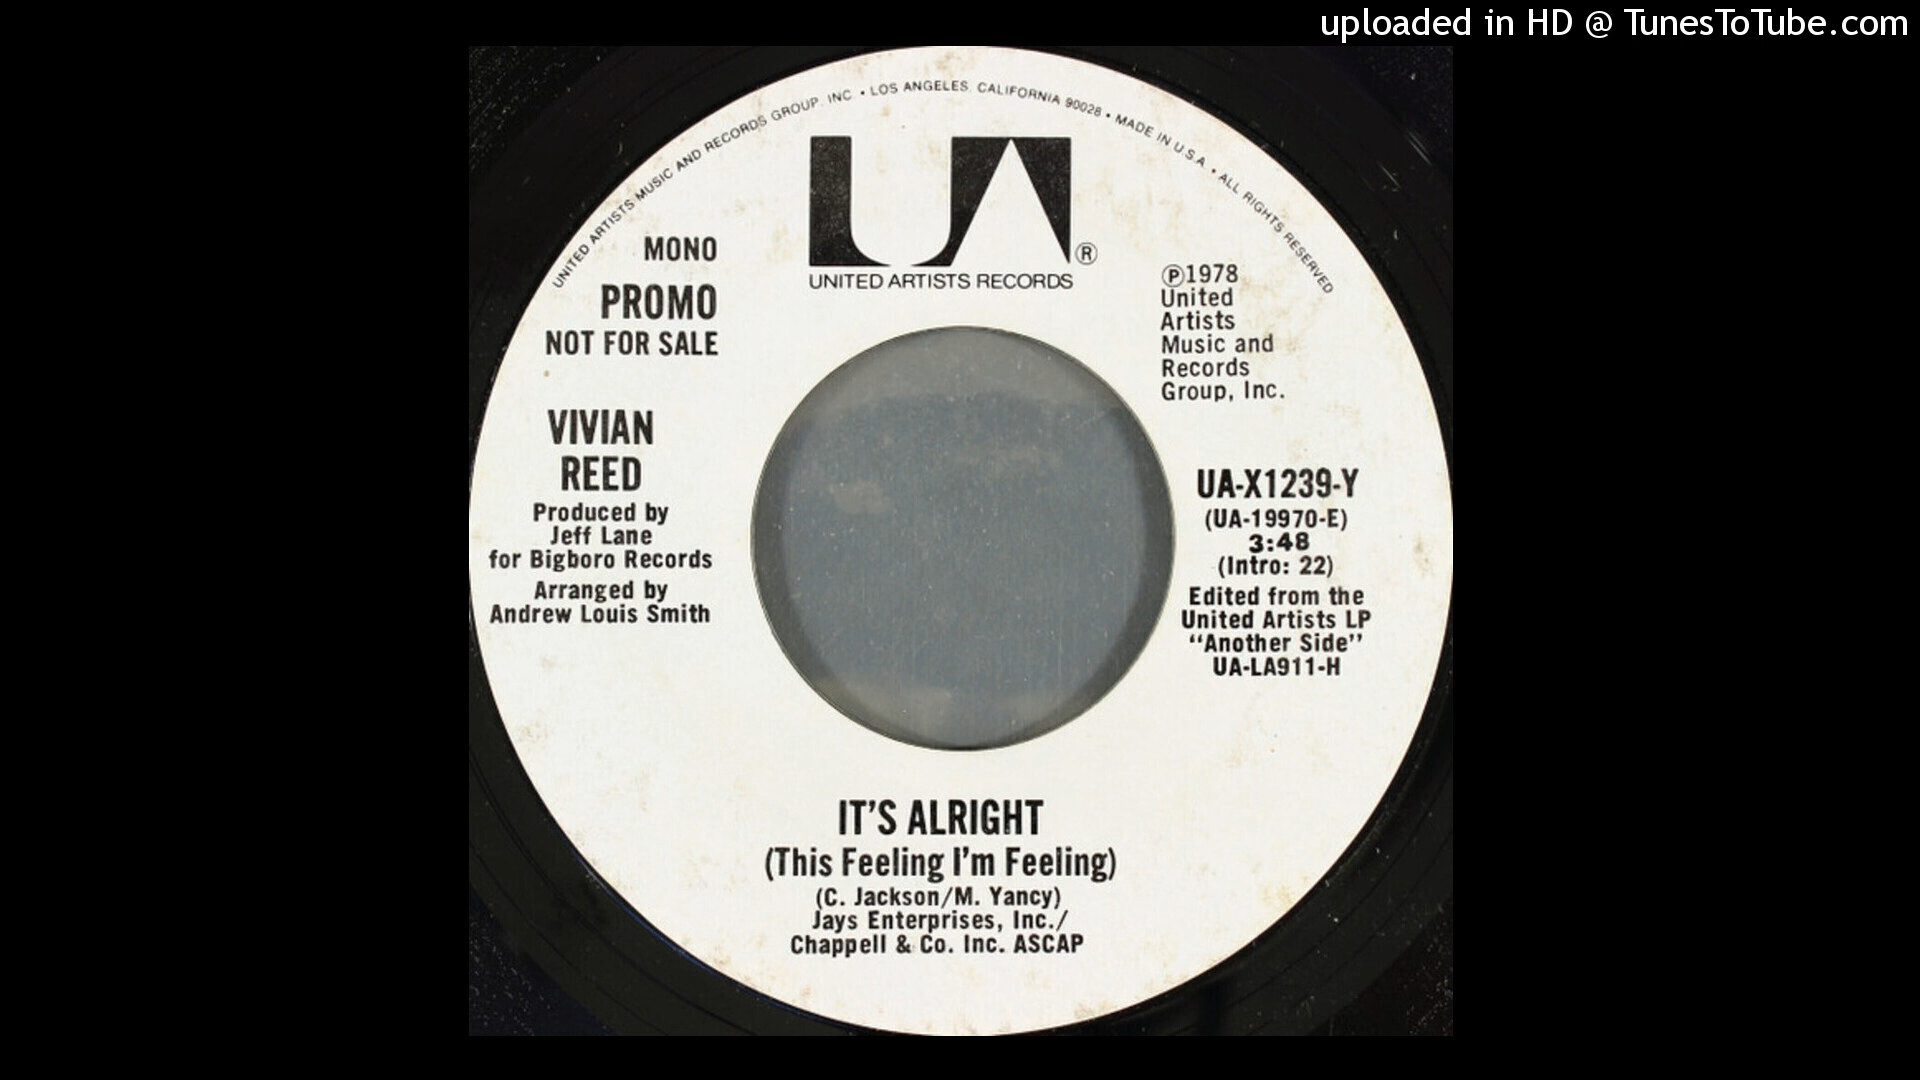 uploaded in HD @ TunesToTube.com
UNITED ARTISTS MUSIC AND RECORDS GROUP, INC • LOS ANGELES, CALIFORNIA 90028 • MADE IN U.S.A. • ALL RIGHTS RESERVED
UA®
UNITED ARTISTS RECORDS
MONO
PROMO
NOT FOR SALE
℗1978
United
Artists
Music and
Records
Group, Inc.
VIVIAN
REED
Produced by
Jeff Lane
for Bigboro Records
Arranged by
Andrew Louis Smith
UA-X1239-Y
(UA-19970-E)
3:48
(Intro: 22)
Edited from the
United Artists LP
“Another Side”
UA-LA911-H
IT'S ALRIGHT
(This Feeling I'm Feeling)
(C. Jackson/M. Yancy)
Jays Enterprises, Inc./
Chappell & Co. Inc. ASCAP